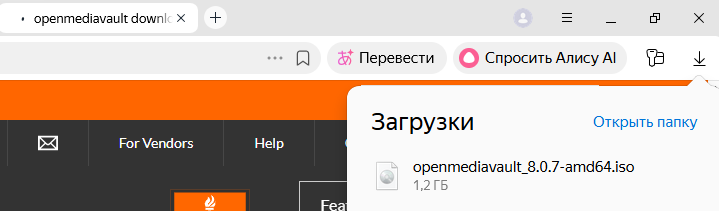 openmediavault downlo
Перевести
Спросить Алису AI
Загрузки
Открыть папку
For Vendors
Help
openmediavault_8.0.7-amd64.iso
1,2 ГБ